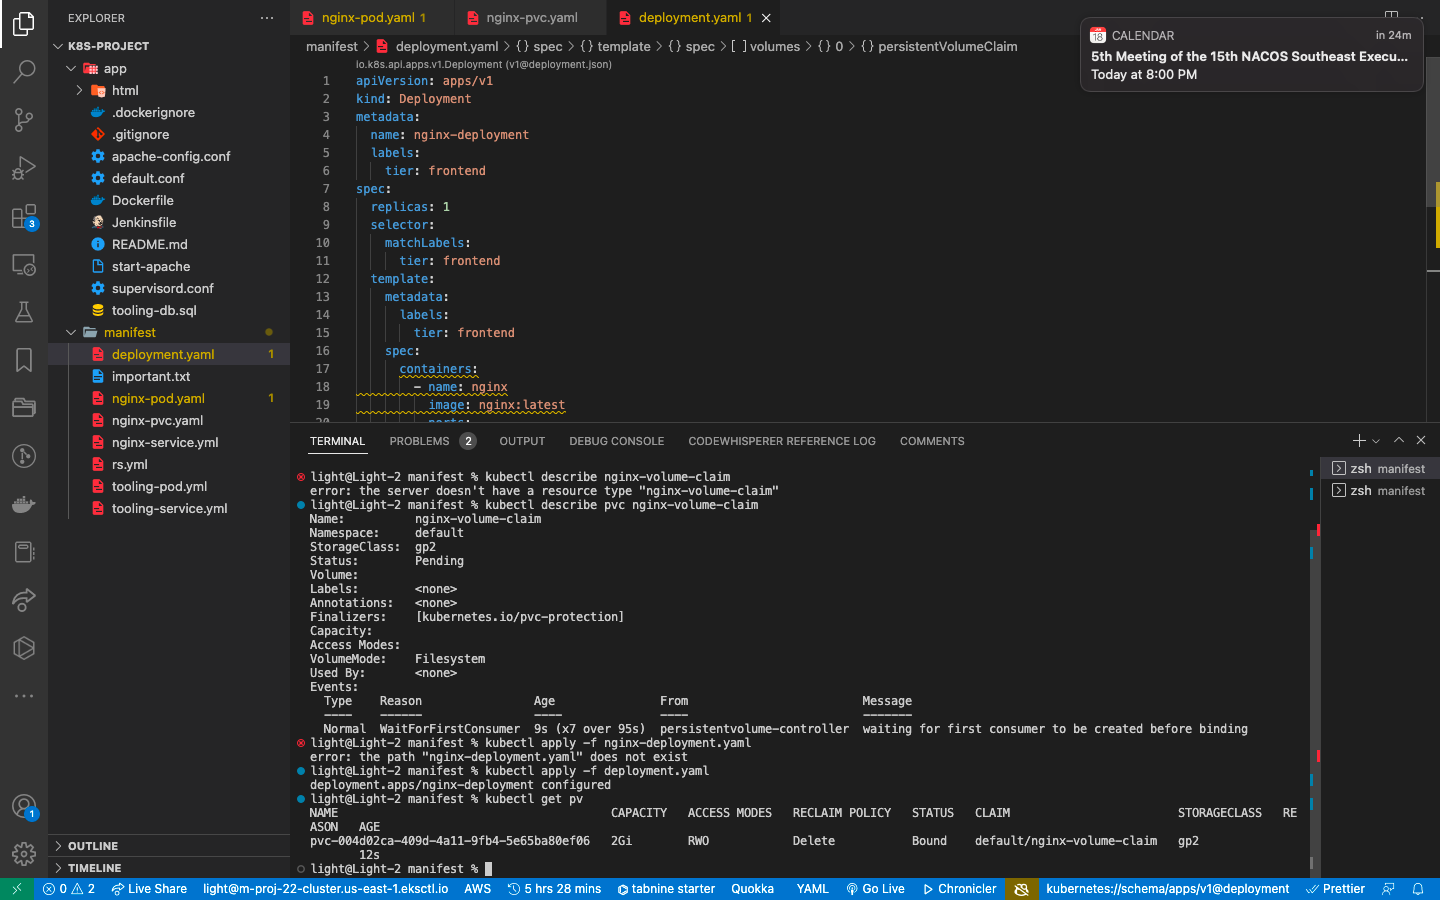 EXPLORER
K8S-PROJECT
app
html
.dockerignore
.gitignore
apache-config.conf
default.conf
Dockerfile
Jenkinsfile
README.md
start-apache
supervisord.conf
tooling-db.sql
manifest
deployment.yaml 1
important.txt
nginx-pod.yaml 1
nginx-pvc.yaml
nginx-service.yml
rs.yml
tooling-pod.yml
tooling-service.yml
OUTLINE
TIMELINE
3
1
nginx-pod.yaml 1
nginx-pvc.yaml
deployment.yaml 1
manifest > deployment.yaml > {} spec > {} template > {} spec > [ ] volumes > {} 0 > {} persistentVolumeClaim
io.k8s.api.apps.v1.Deployment (v1@deployment.json)
1 apiVersion: apps/v1
2 kind: Deployment
3 metadata:
4 name: nginx-deployment
5 labels:
6 tier: frontend
7 spec:
8 replicas: 1
9 selector:
10 matchLabels:
11 tier: frontend
12 template:
13 metadata:
14 labels:
15 tier: frontend
16 spec:
17 containers:
18 - name: nginx
19 image: nginx:latest
20 ports:
18 CALENDAR in 24m
5th Meeting of the 15th NACOS Southeast Execu...
Today at 8:00 PM
TERMINAL PROBLEMS 2 OUTPUT DEBUG CONSOLE CODEWHISPERER REFERENCE LOG COMMENTS
light@Light-2 manifest % kubectl describe nginx-volume-claim
error: the server doesn't have a resource type "nginx-volume-claim"
light@Light-2 manifest % kubectl describe pvc nginx-volume-claim
Name: nginx-volume-claim
Namespace: default
StorageClass: gp2
Status: Pending
Volume:
Labels: <none>
Annotations: <none>
Finalizers: [kubernetes.io/pvc-protection]
Capacity:
Access Modes:
VolumeMode: Filesystem
Used By: <none>
Events:
Type Reason Age From Message
---- ------ ---- ---- -------
Normal WaitForFirstConsumer 9s (x7 over 95s) persistentvolume-controller waiting for first consumer to be created before binding
light@Light-2 manifest % kubectl apply -f nginx-deployment.yaml
error: the path "nginx-deployment.yaml" does not exist
light@Light-2 manifest % kubectl apply -f deployment.yaml
deployment.apps/nginx-deployment configured
light@Light-2 manifest % kubectl get pv
NAME CAPACITY ACCESS MODES RECLAIM POLICY STATUS CLAIM STORAGECLASS RE
ASON AGE
pvc-004d02ca-409d-4a11-9fb4-5e65ba80ef06 2Gi RWO Delete Bound default/nginx-volume-claim gp2
12s
light@Light-2 manifest %
zsh manifest
zsh manifest
0 2 Live Share light@m-proj-22-cluster.us-east-1.eksctl.io AWS 5 hrs 28 mins tabnine starter Quokka YAML Go Live Chronicler kubernetes://schema/apps/v1@deployment Prettier